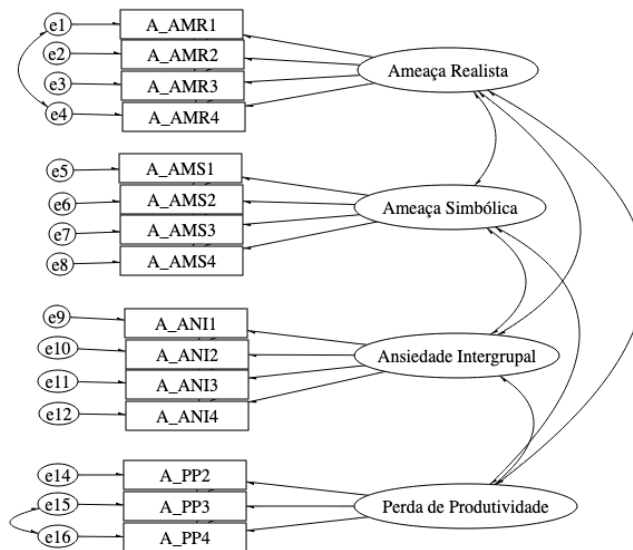 e1
A_AMR1
e2
A_AMR2
e3
A_AMR3
e4
A_AMR4
Ameaça Realista
e5
A_AMS1
e6
A_AMS2
e7
A_AMS3
e8
A_AMS4
Ameaça Simbólica
e9
A_ANI1
e10
A_ANI2
e11
A_ANI3
e12
A_ANI4
Ansiedade Intergrupal
e14
A_PP2
e15
A_PP3
e16
A_PP4
Perda de Produtividade